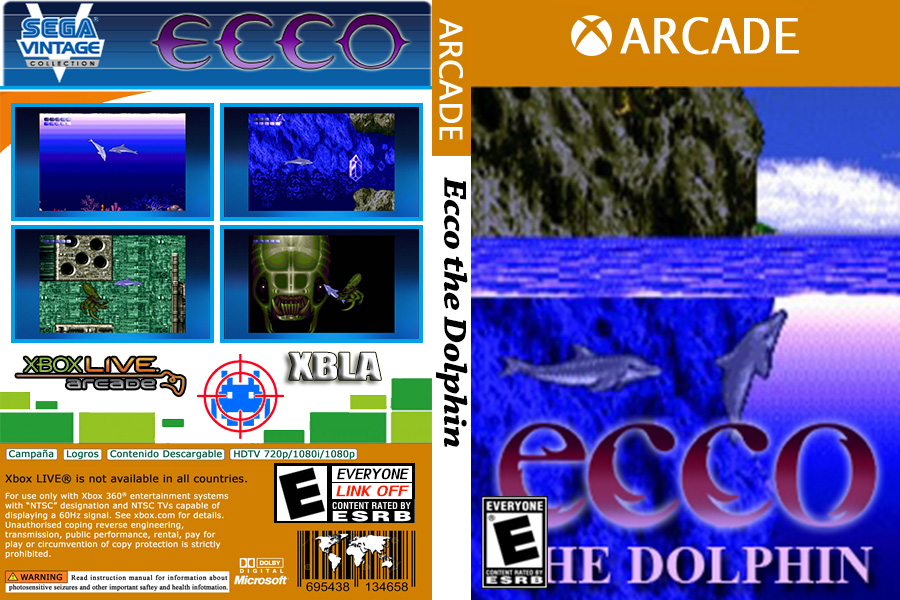 SEGA
VINTAGE
COLLECTION
ECCO
XBOX LIVE.
arcade
XBLA
Campaña
Logros
Contenido Descargable
HDTV 720p/1080i/1080p
Xbox LIVE® is not available in all countries.
For use only with Xbox 360® entertainment systems
with “NTSC” designation and NTSC TVs capable of
displaying a 60Hz signal. See xbox.com for details.
Unauthorised coping reverse engineering,
transmission, public performance, rental, pay for
play or circumvention of copy protection is strictly
prohibited.
WARNING Read instruction manual for information about
photosensitive seizures and other important saftey and health infotmation.
E
EVERYONE
LINK OFF
CONTENT RATED BY
ESRB
DOLBY
DIGITAL
Microsoft
695438 134658
ARCADE
Ecco the Dolphin
ARCADE
ecco
THE DOLPHIN
EVERYONE
E
CONTENT RATED BY
ESRB